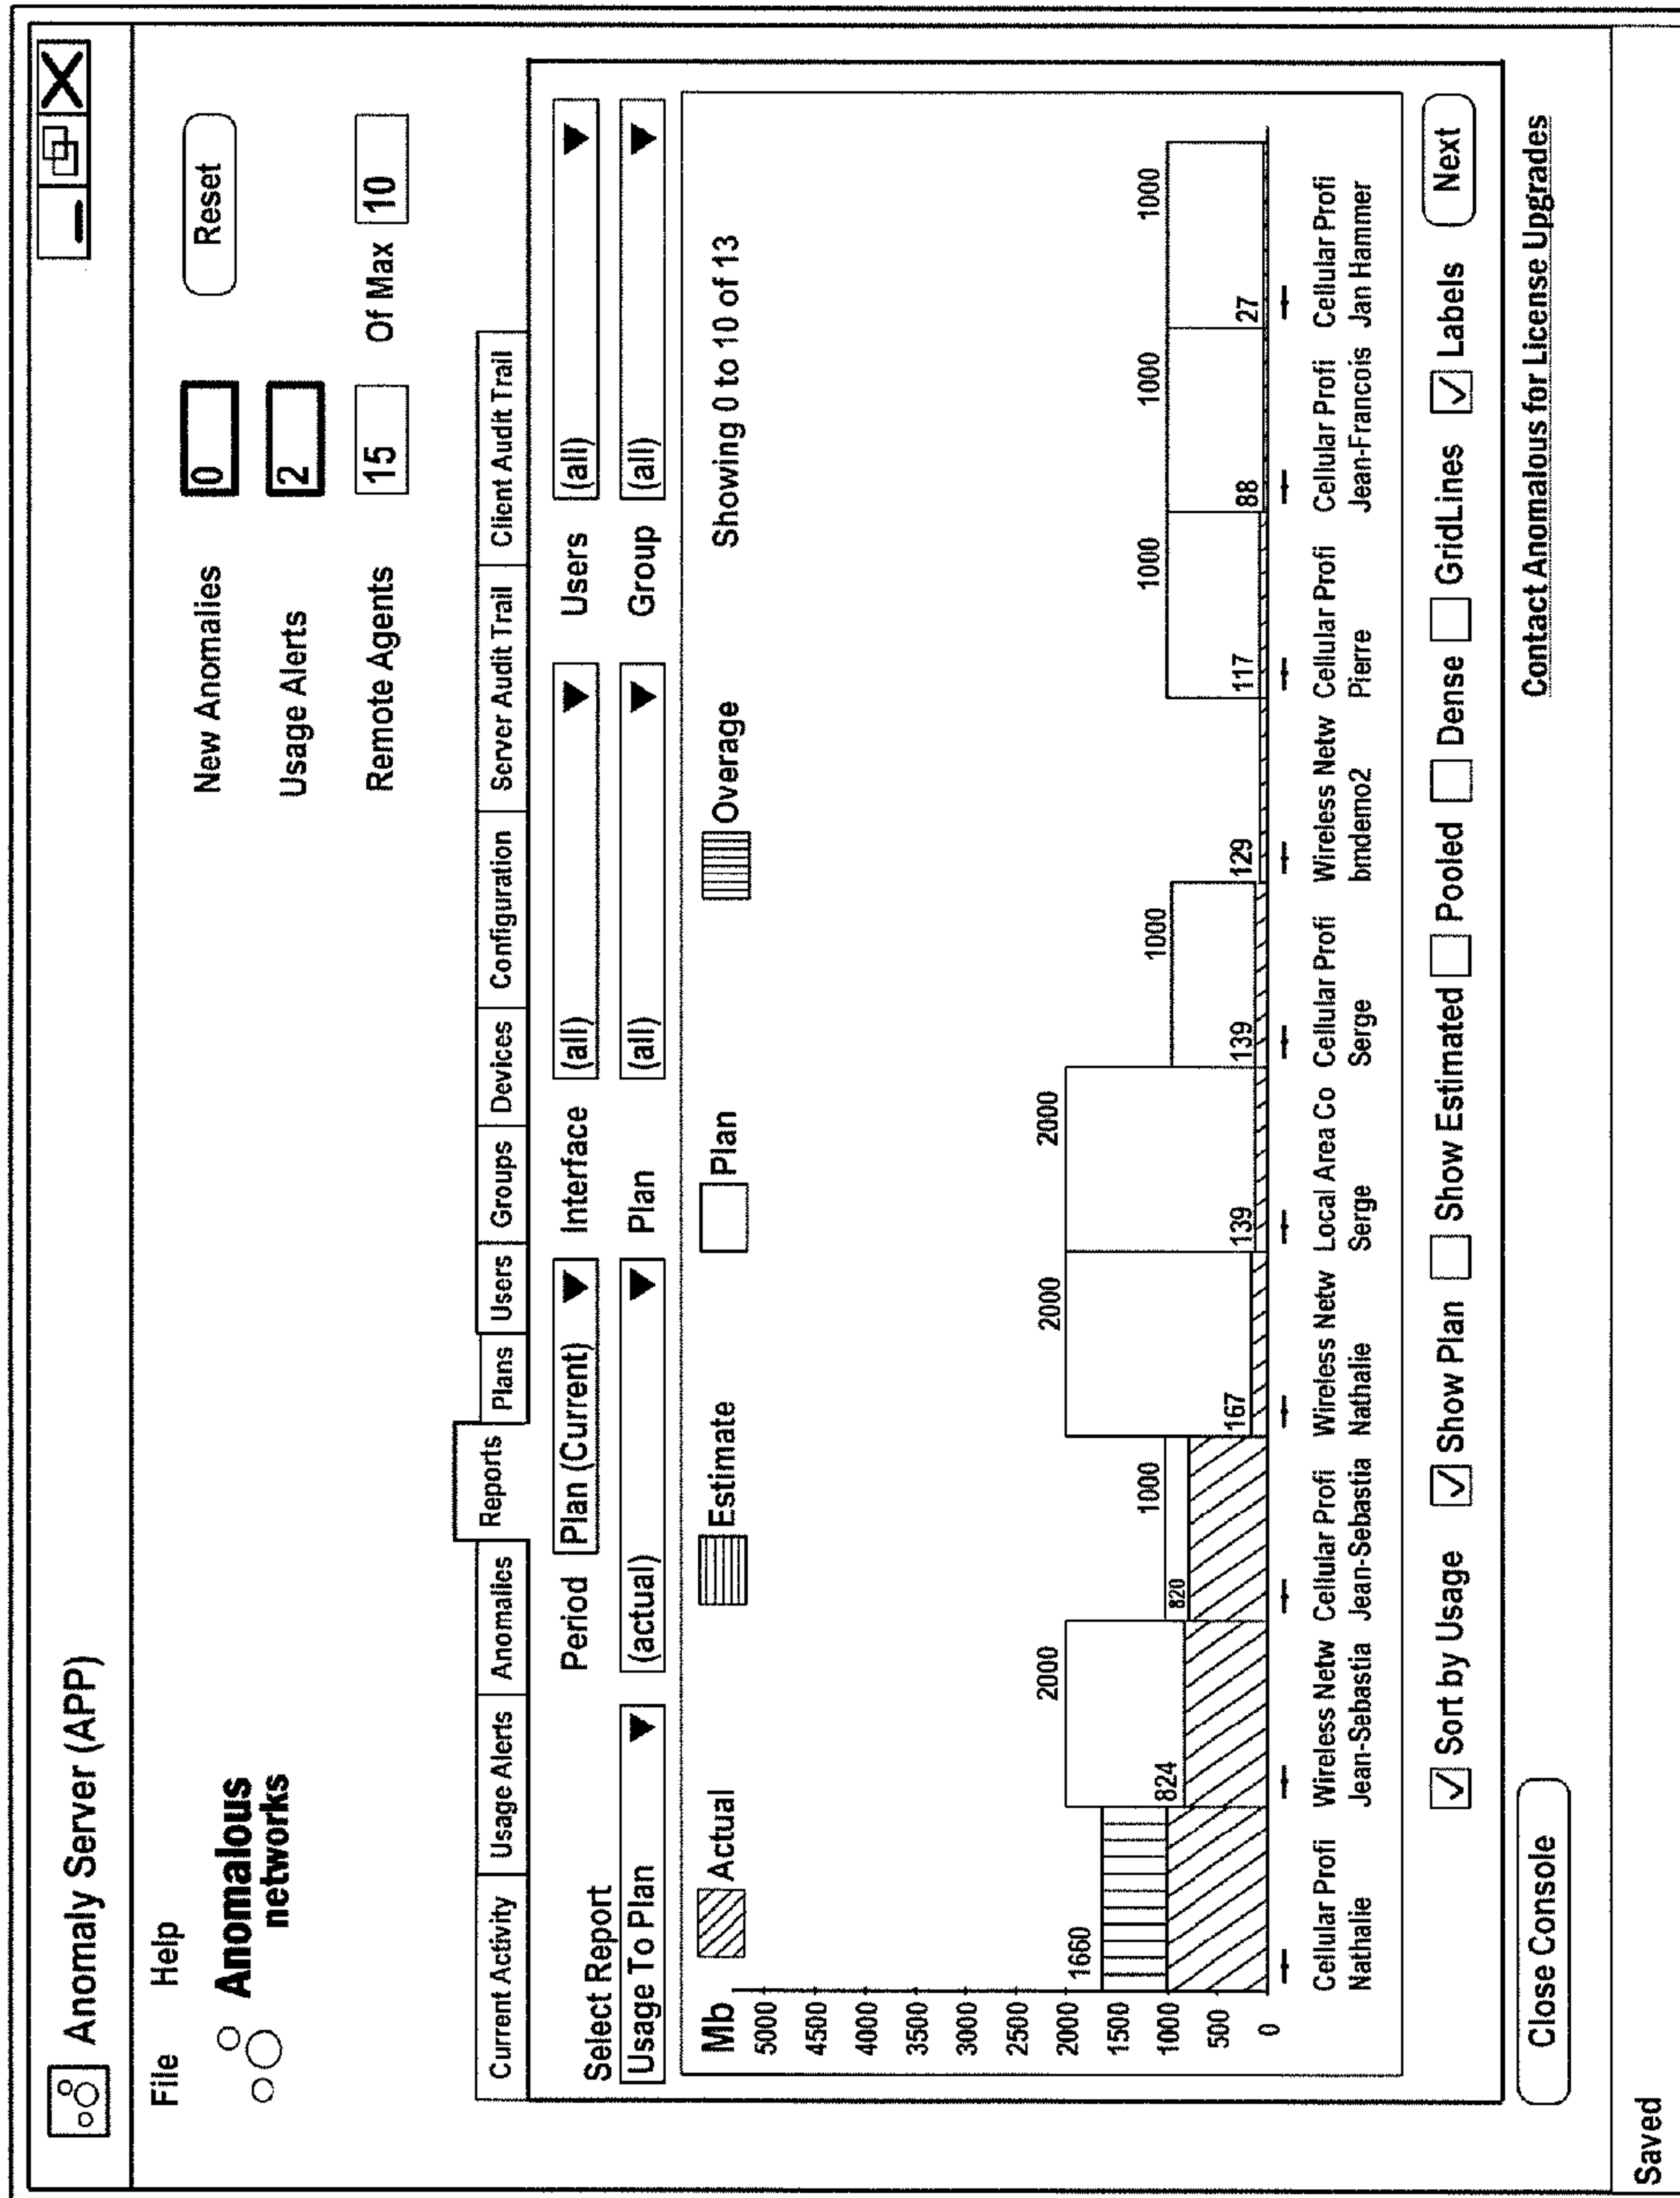 Anomaly Server (APP)
File Help
Anomalous
networks
New Anomalies 0 Reset
Usage Alerts 2
Remote Agents 15 Of Max 10
Current Activity Usage Alerts Anomalies Reports Plans Users Groups Devices Configuration Server Audit Trail Client Audit Trail
Select Report Period Plan (Current) Interface (all) Users (all)
Usage To Plan (actual) Plan (all) Group (all)
Mb Actual Estimate Plan Overage Showing 0 to 10 of 13
5000
4500
4000
3500
3000
2500
2000
1500
1000
500
0
1660
2000
824
1000
820
2000
167
2000
139
1000
139
129
1000
117
1000
88
1000
27
Cellular Profi Wireless Netw Cellular Profi Wireless Netw Local Area Co Cellular Profi Wireless Netw Cellular Profi Cellular Profi Cellular Profi
Nathalie Jean-Sebastia Jean-Sebastia Nathalie Serge Serge bmdemo2 Pierre Jean-Francois Jan Hammer
Sort by Usage Show Plan Show Estimated Pooled Dense GridLines Labels Next
Close Console Contact Anomalous for License Upgrades
Saved